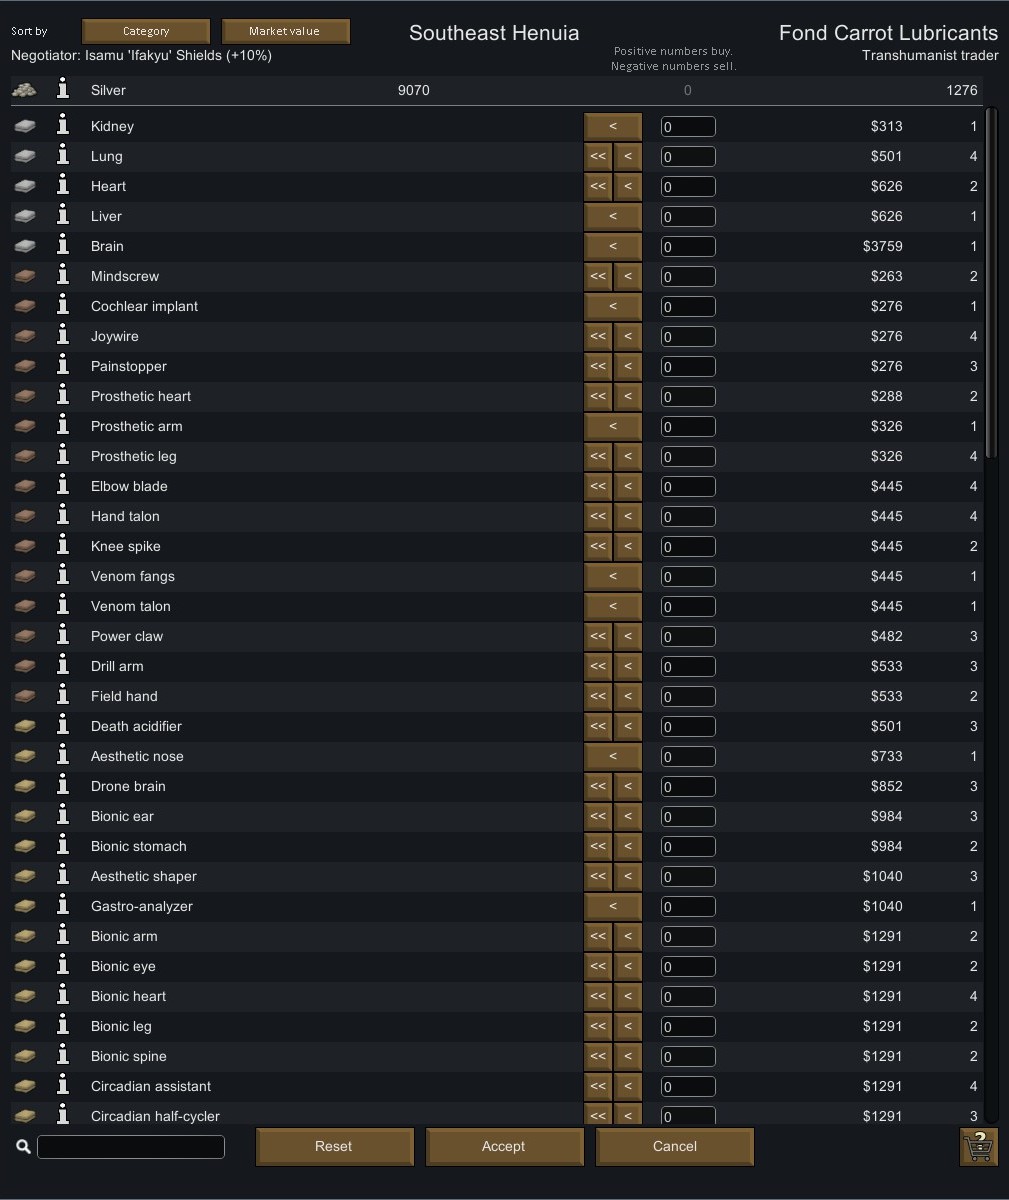 Sort by Category Market value Southeast Henuia Fond Carrot Lubricants
Negotiator: Isamu 'Ifakyu' Shields (+10%) Positive numbers buy. Transhumanist trader
Negative numbers sell.
Silver 9070 0 1276
Kidney < 0 $313 1
Lung << < 0 $501 4
Heart << < 0 $626 2
Liver < 0 $626 1
Brain < 0 $3759 1
Mindscrew << < 0 $263 2
Cochlear implant < 0 $276 1
Joywire << < 0 $276 4
Painstopper << < 0 $276 3
Prosthetic heart << < 0 $288 2
Prosthetic arm < 0 $326 1
Prosthetic leg << < 0 $326 4
Elbow blade << < 0 $445 4
Hand talon << < 0 $445 4
Knee spike << < 0 $445 2
Venom fangs < 0 $445 1
Venom talon < 0 $445 1
Power claw << < 0 $482 3
Drill arm << < 0 $533 3
Field hand << < 0 $533 2
Death acidifier << < 0 $501 3
Aesthetic nose < 0 $733 1
Drone brain << < 0 $852 3
Bionic ear << < 0 $984 3
Bionic stomach << < 0 $984 2
Aesthetic shaper << < 0 $1040 3
Gastro-analyzer < 0 $1040 1
Bionic arm << < 0 $1291 2
Bionic eye << < 0 $1291 2
Bionic heart << < 0 $1291 4
Bionic leg << < 0 $1291 2
Bionic spine << < 0 $1291 2
Circadian assistant << < 0 $1291 4
Circadian half-cycler << < 0 $1291 3
Reset Accept Cancel ?